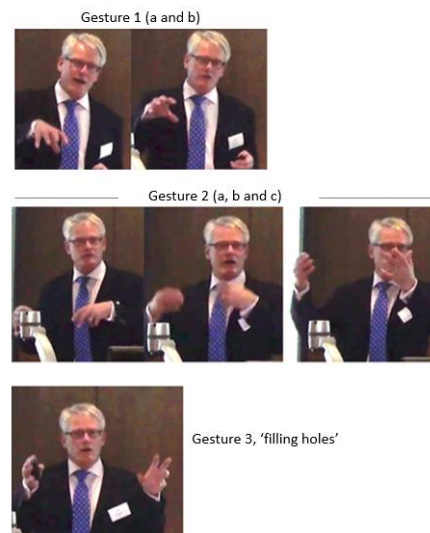 Gesture 1 (a and b)
Gesture 2 (a, b and c)
Gesture 3, ‘filling holes’